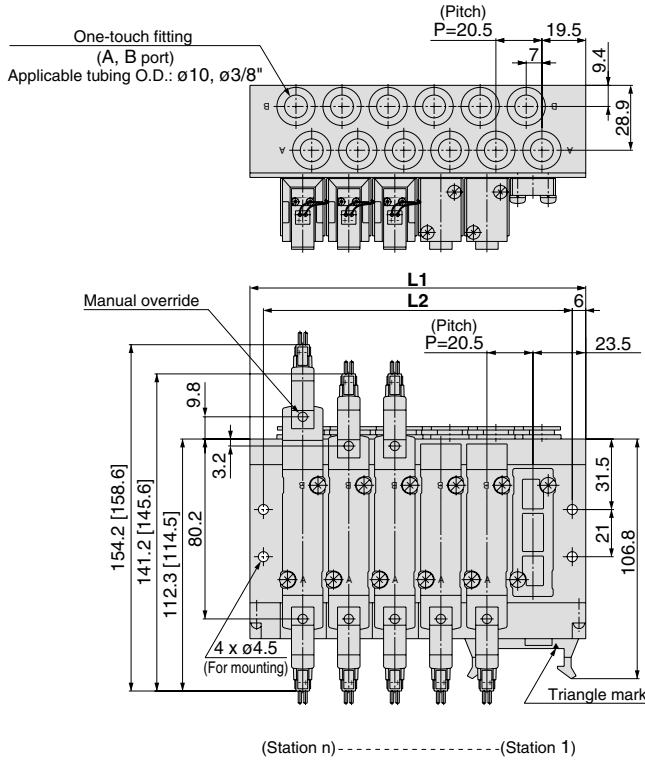 One-touch fitting
(A, B port)
Applicable tubing O.D.: ø10, ø3/8"
(Pitch)
P=20.5
19.5
7
9.4
28.9
B
B
A
A
L1
L2
6
Manual override
(Pitch)
P=20.5
23.5
9.8
3.2
80.2
154.2 [158.6]
141.2 [145.6]
112.3 [114.5]
31.5
21
106.8
B
B
B
B
A
A
A
A
A
4 x ø4.5
(For mounting)
Triangle mark
(Station n)--------------------(Station 1)